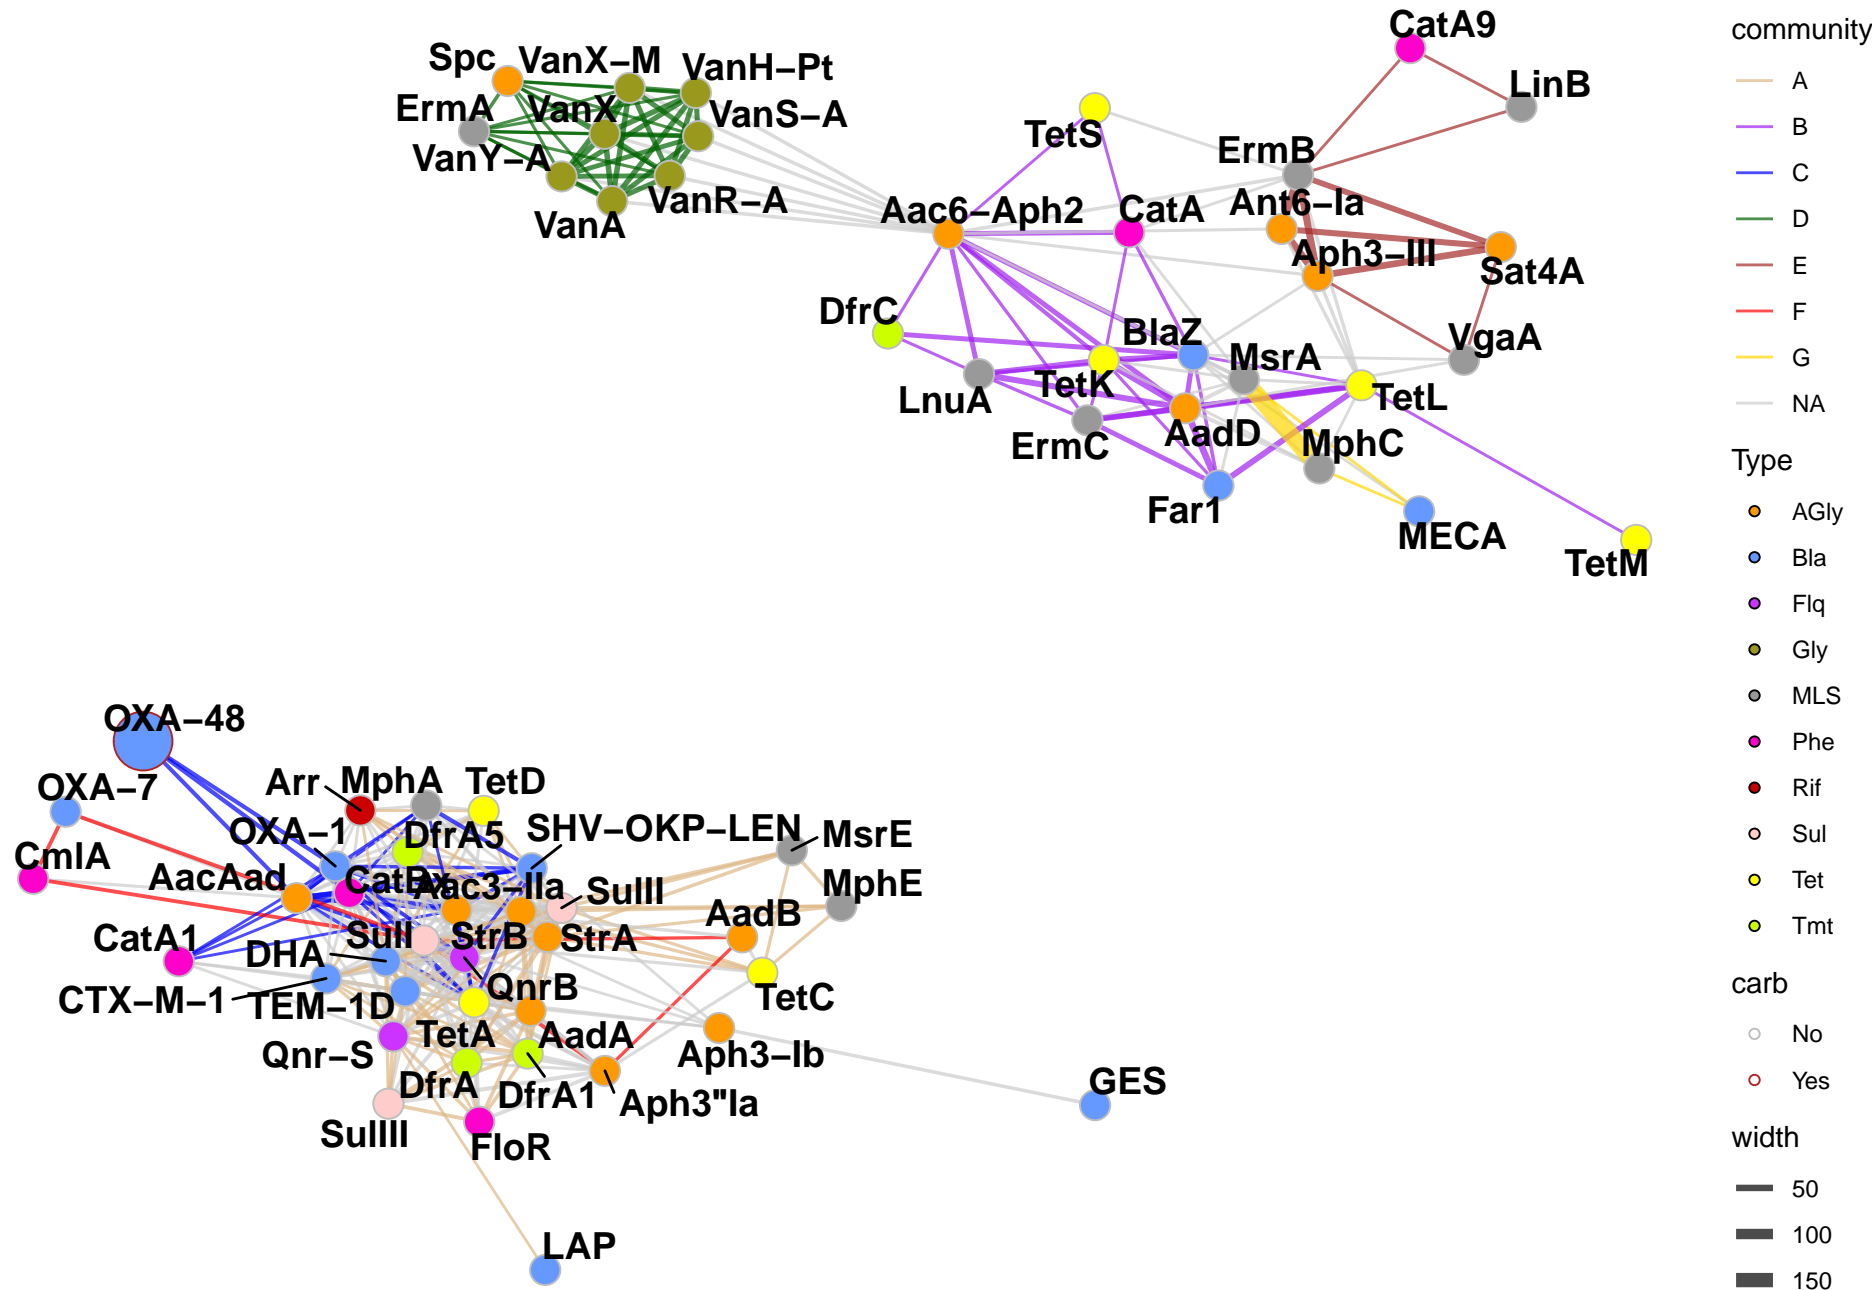 CatA9
community
Spc
VanX–M
VanH–Pt
LinB
A
ErmA
VanX
VanS–A
B
TetS
ErmB
VanY–A
C
VanA
VanR–A
Aac6–Aph2
CatA
Ant6–Ia
D
Aph3–III
Sat4A
E
DfrC
BlaZ
MsrA
VgaA
F
LnuA
TetK
TetL
G
ErmC
AadD
MphC
NA
Far1
MECA
TetM
Type
AGly
Bla
Flq
Gly
MLS
Phe
Rif
Sul
Tet
Tmt
OXA–48
OXA–7
Arr
MphA
TetD
OXA–1
DfrA5
SHV–OKP–LEN
MsrE
CmlA
AacAad
CatBx
Aac3–IIa
SulII
MphE
CatA1
DHA
SulI
StrB
StrA
AadB
CTX–M–1
TEM–1D
QnrB
TetC
Qnr–S
TetA
AadA
Aph3–Ib
DfrA
DfrA1
Aph3"Ia
GES
SulIII
FloR
LAP
carb
No
Yes
width
50
100
150